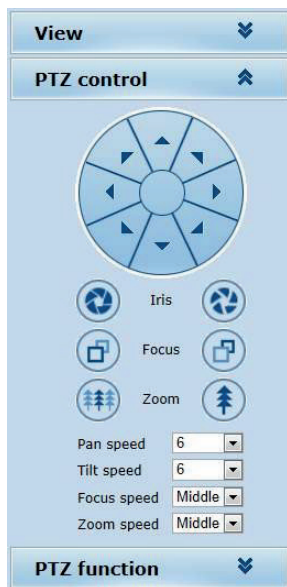 View
PTZ control
Iris
Focus
Zoom
Pan speed 6
Tilt speed 6
Focus speed Middle
Zoom speed Middle
PTZ function